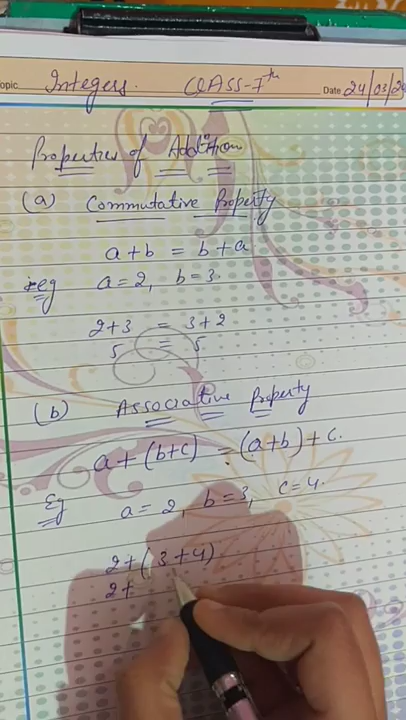 opic Integers. CLASS-7th Date 24/03/2
Properties of Addition
(a) Commutative Property
a+b = b+a
eg a=2, b=3.
2+3 = 3+2
5 = 5
(b) Associative Property
a+(b+c) = (a+b)+c.
Eg a=2, b=3, c=4.
2+(3+4)
2+